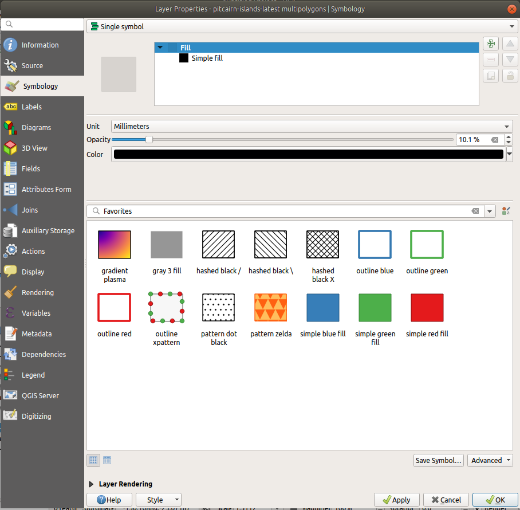 Layer Properties - pitcairn-islands latest multipolygons | Symbology
Information
Source
Symbology
Labels
Diagrams
3D View
Fields
Attributes Form
Joins
Auxiliary Storage
Actions
Display
Rendering
Variables
Metadata
Dependencies
Legend
QGIS Server
Digitizing
Single symbol
Fill
Simple fill
Unit Millimeters
Opacity 10.1 %
Color
Favorites
gradient plasma
gray 3 fill
hashed black /
hashed black \
hashed black X
outline blue
outline green
outline red
outline xpattern
pattern dot black
pattern zelda
simple blue fill
simple green fill
simple red fill
Save Symbol...
Advanced
Layer Rendering
Help
Style
Apply
Cancel
OK